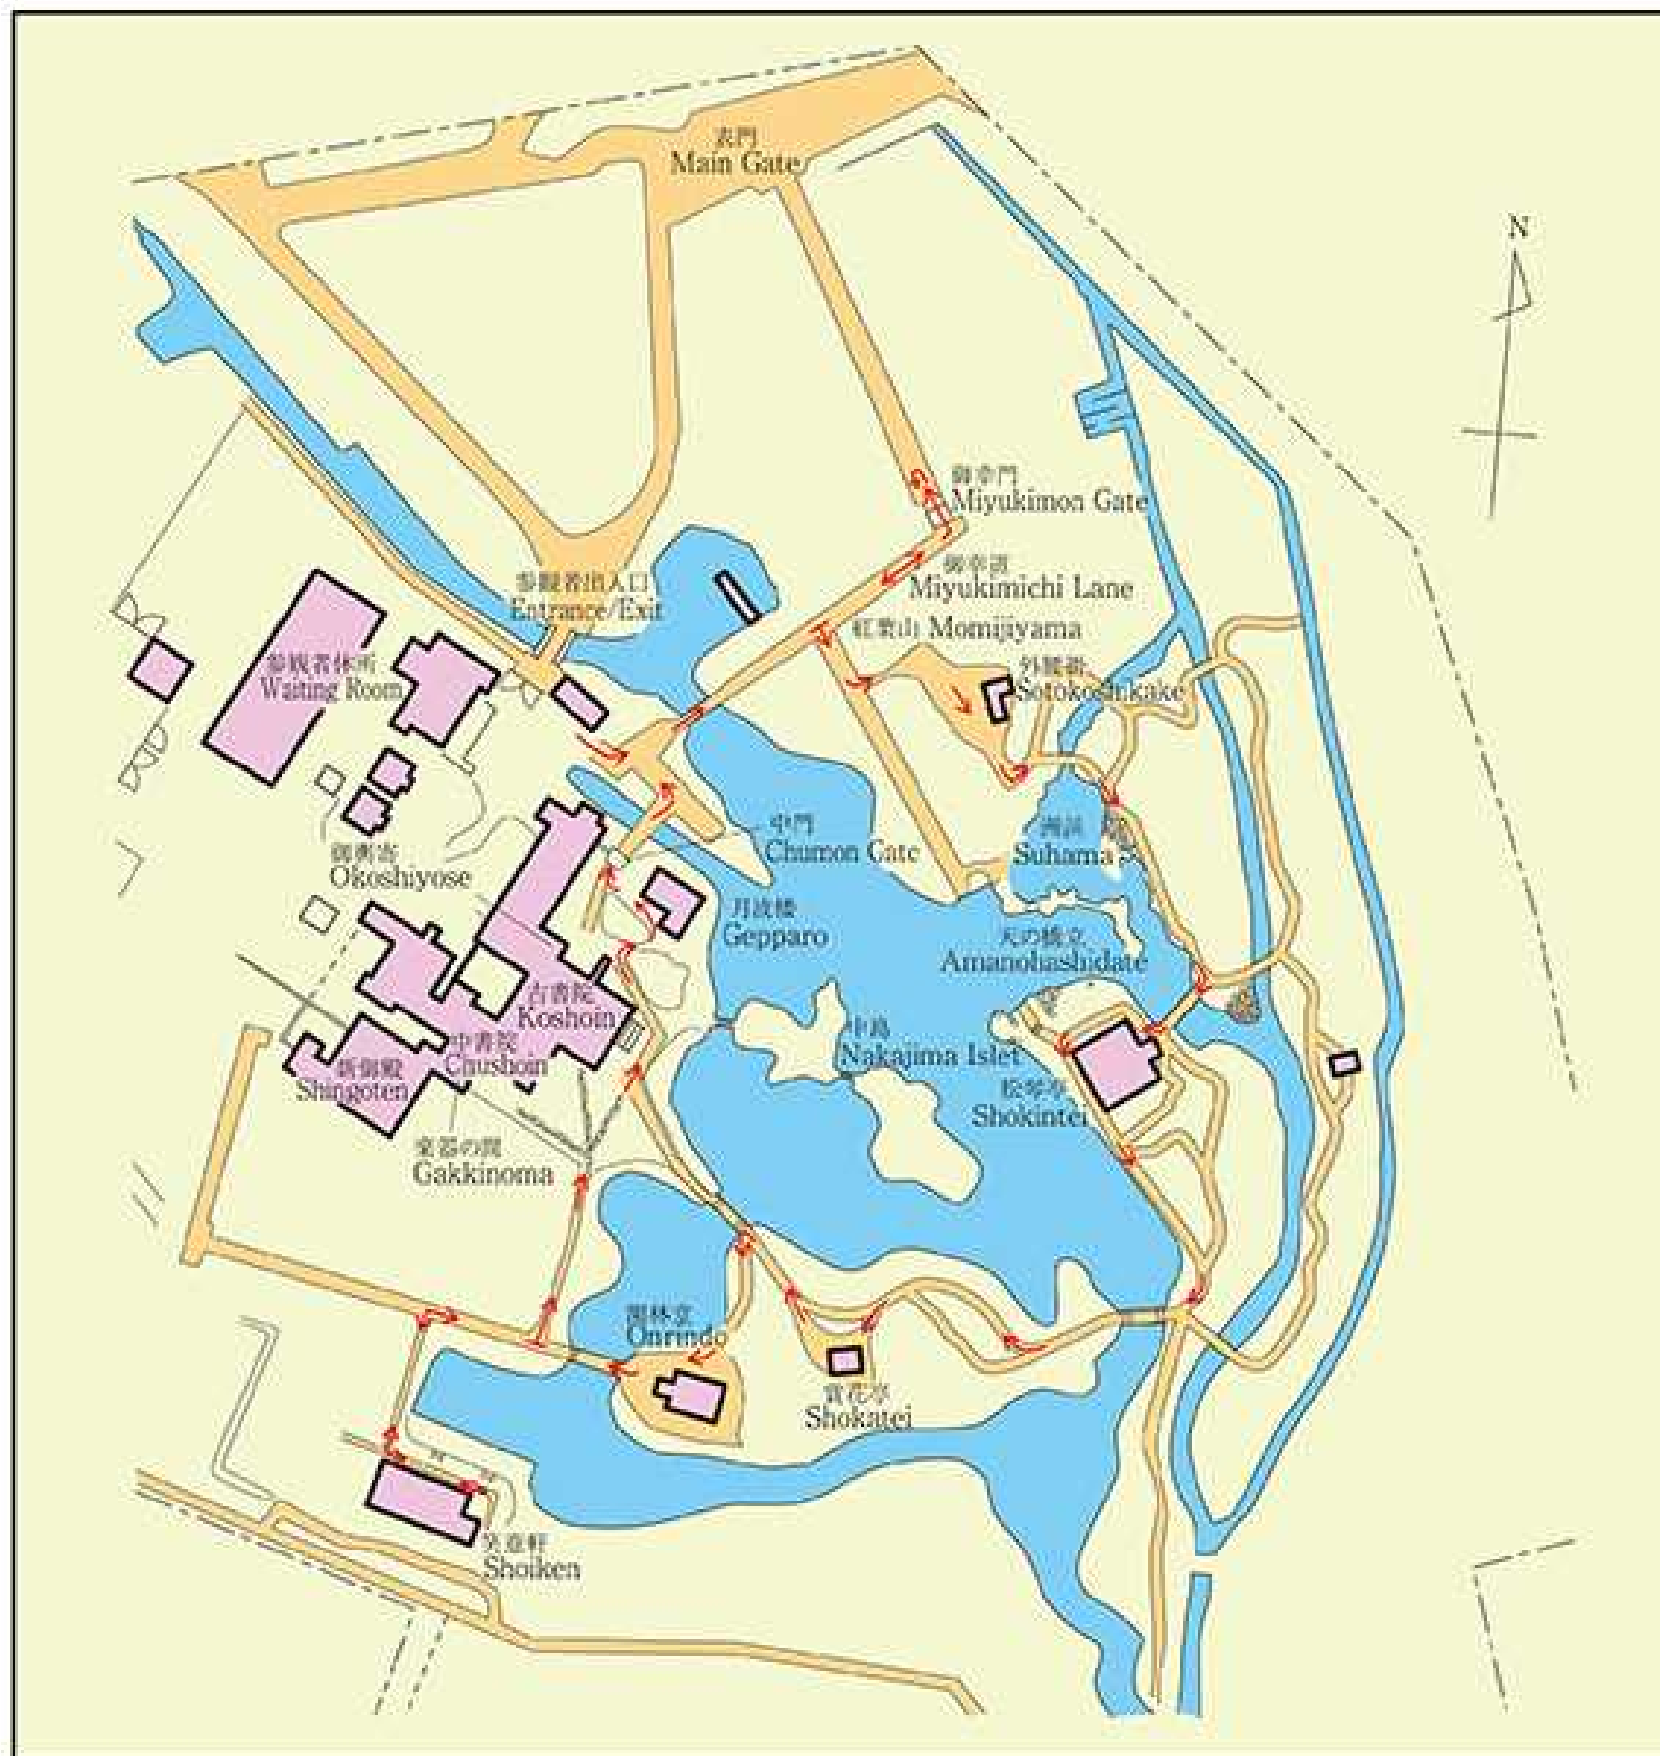 表門
Main Gate
N
御幸門
Miyukimon Gate
御幸道
Miyukimichi Lane
参観者出入口
Entrance/Exit
紅葉山 Momijiyama
外腰掛
Sotokoshikake
参観者休所
Waiting Room
中門
Chumon Gate
洲浜
Suhama
御輿寄
Okoshiyose
月波楼
Gepparo
天の橋立
Amanohashidate
古書院
Koshoin
中書院
Chushoin
新御殿
Shingoten
中島
Nakajima Islet
松琴亭
Shokintei
楽器の間
Gakkinoma
園林堂
Onrindo
賞花亭
Shokatei
笑意軒
Shoiken